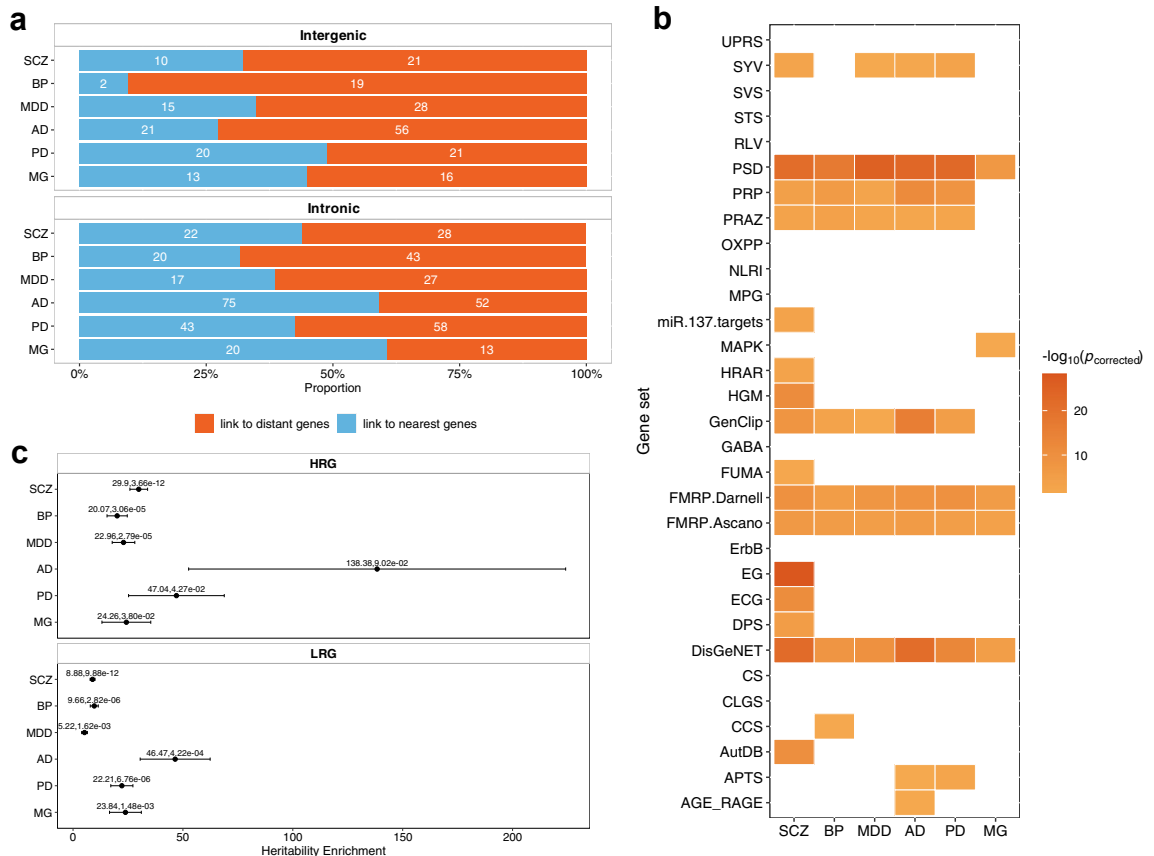 a
Intergenic
SCZ 10 21
BP 2 19
MDD 15 28
AD 21 56
PD 20 21
MG 13 16
Intronic
SCZ 22 28
BP 20 43
MDD 17 27
AD 75 52
PD 43 58
MG 20 13
0% 25% 50% 75% 100%
Proportion
link to distant genes link to nearest genes
b
Gene set
UPRS
SYV
SVS
STS
RLV
PSD
PRP
PRAZ
OXPP
NLRI
MPG
miR.137.targets
MAPK
HRAR
HGM
GenClip
GABA
FUMA
FMRP.Darnell
FMRP.Ascano
ErbB
EG
ECG
DPS
DisGeNET
CS
CLGS
CCS
AutDB
APTS
AGE_RAGE
SCZ BP MDD AD PD MG
-log10(pcorrected)
20
10
c
HRG
SCZ 29.9,3.66e-12
BP 20.07,3.06e-05
MDD 22.96,2.79e-05
AD 138.38,9.02e-02
PD 47.04,4.27e-02
MG 24.26,3.80e-02
LRG
SCZ 8.88,9.88e-12
BP 9.66,2.82e-06
MDD 5.22,1.62e-03
AD 46.47,4.22e-04
PD 22.21,6.76e-06
MG 23.84,1.48e-03
0 50 100 150 200
Heritability Enrichment